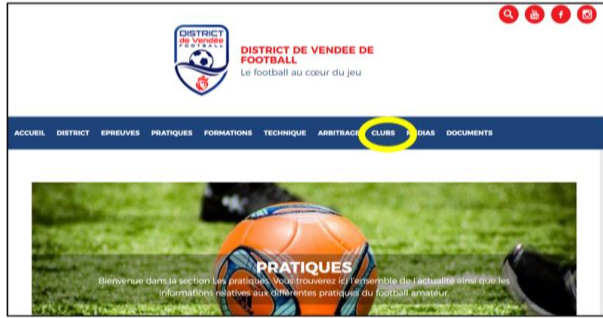 DISTRICT
de Vendée
FOOTBALL
DISTRICT DE VENDEE DE
FOOTBALL
Le football au cœur du jeu
ACCUEIL DISTRICT EPREUVES PRATIQUES FORMATIONS TECHNIQUE ARBITRAGE CLUBS MEDIAS DOCUMENTS
PRATIQUES
Bienvenue dans la section Les pratiques. Vous trouverez ici l'ensemble de l'actualité ainsi que les
informations relatives aux différentes pratiques du football amateur.